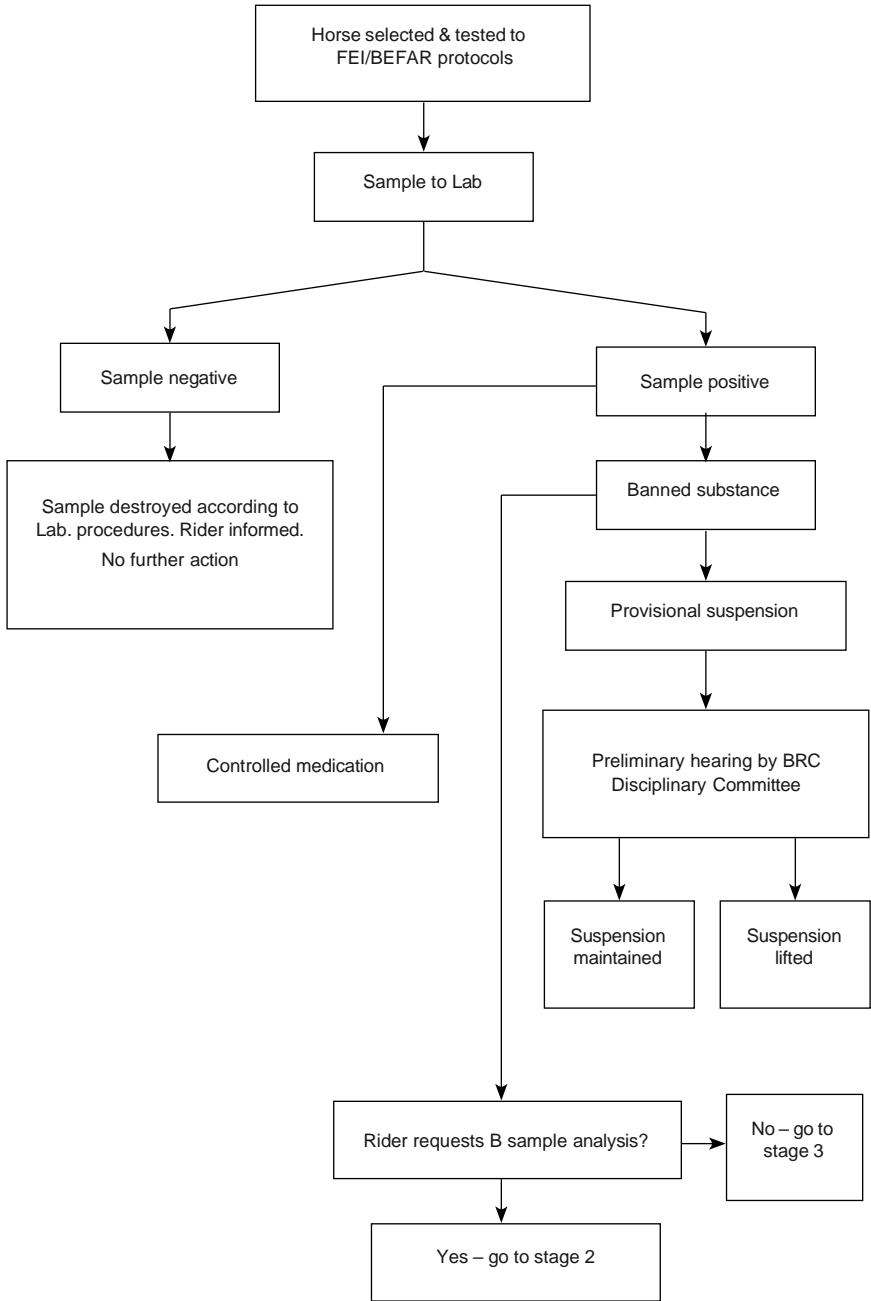 Horse selected & tested to
FEI/BEFAR protocols
Sample to Lab
Sample negative
Sample positive
Sample destroyed according to
Lab. procedures. Rider informed.
No further action
Banned substance
Provisional suspension
Controlled medication
Preliminary hearing by BRC
Disciplinary Committee
Suspension
maintained
Suspension
lifted
Rider requests B sample analysis?
No – go to
stage 3
Yes – go to stage 2